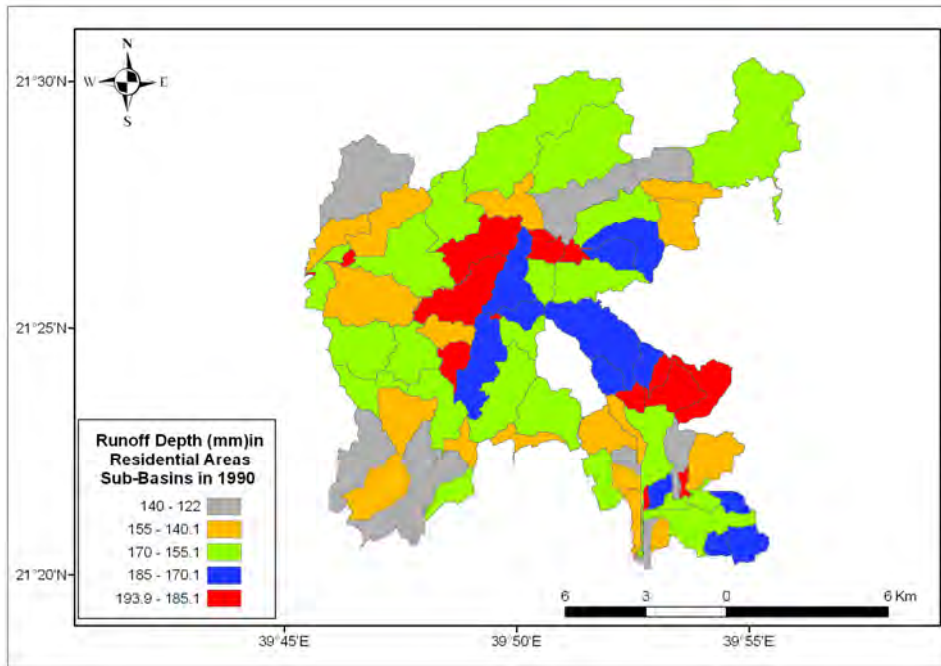 N
W E
S
21°30'N
21°25'N
21°20'N
Runoff Depth (mm)in
Residential Areas
Sub-Basins in 1990
140 - 122
155 - 140.1
170 - 155.1
185 - 170.1
193.9 - 185.1
6 3 0 6 Km
39°45'E 39°50'E 39°55'E